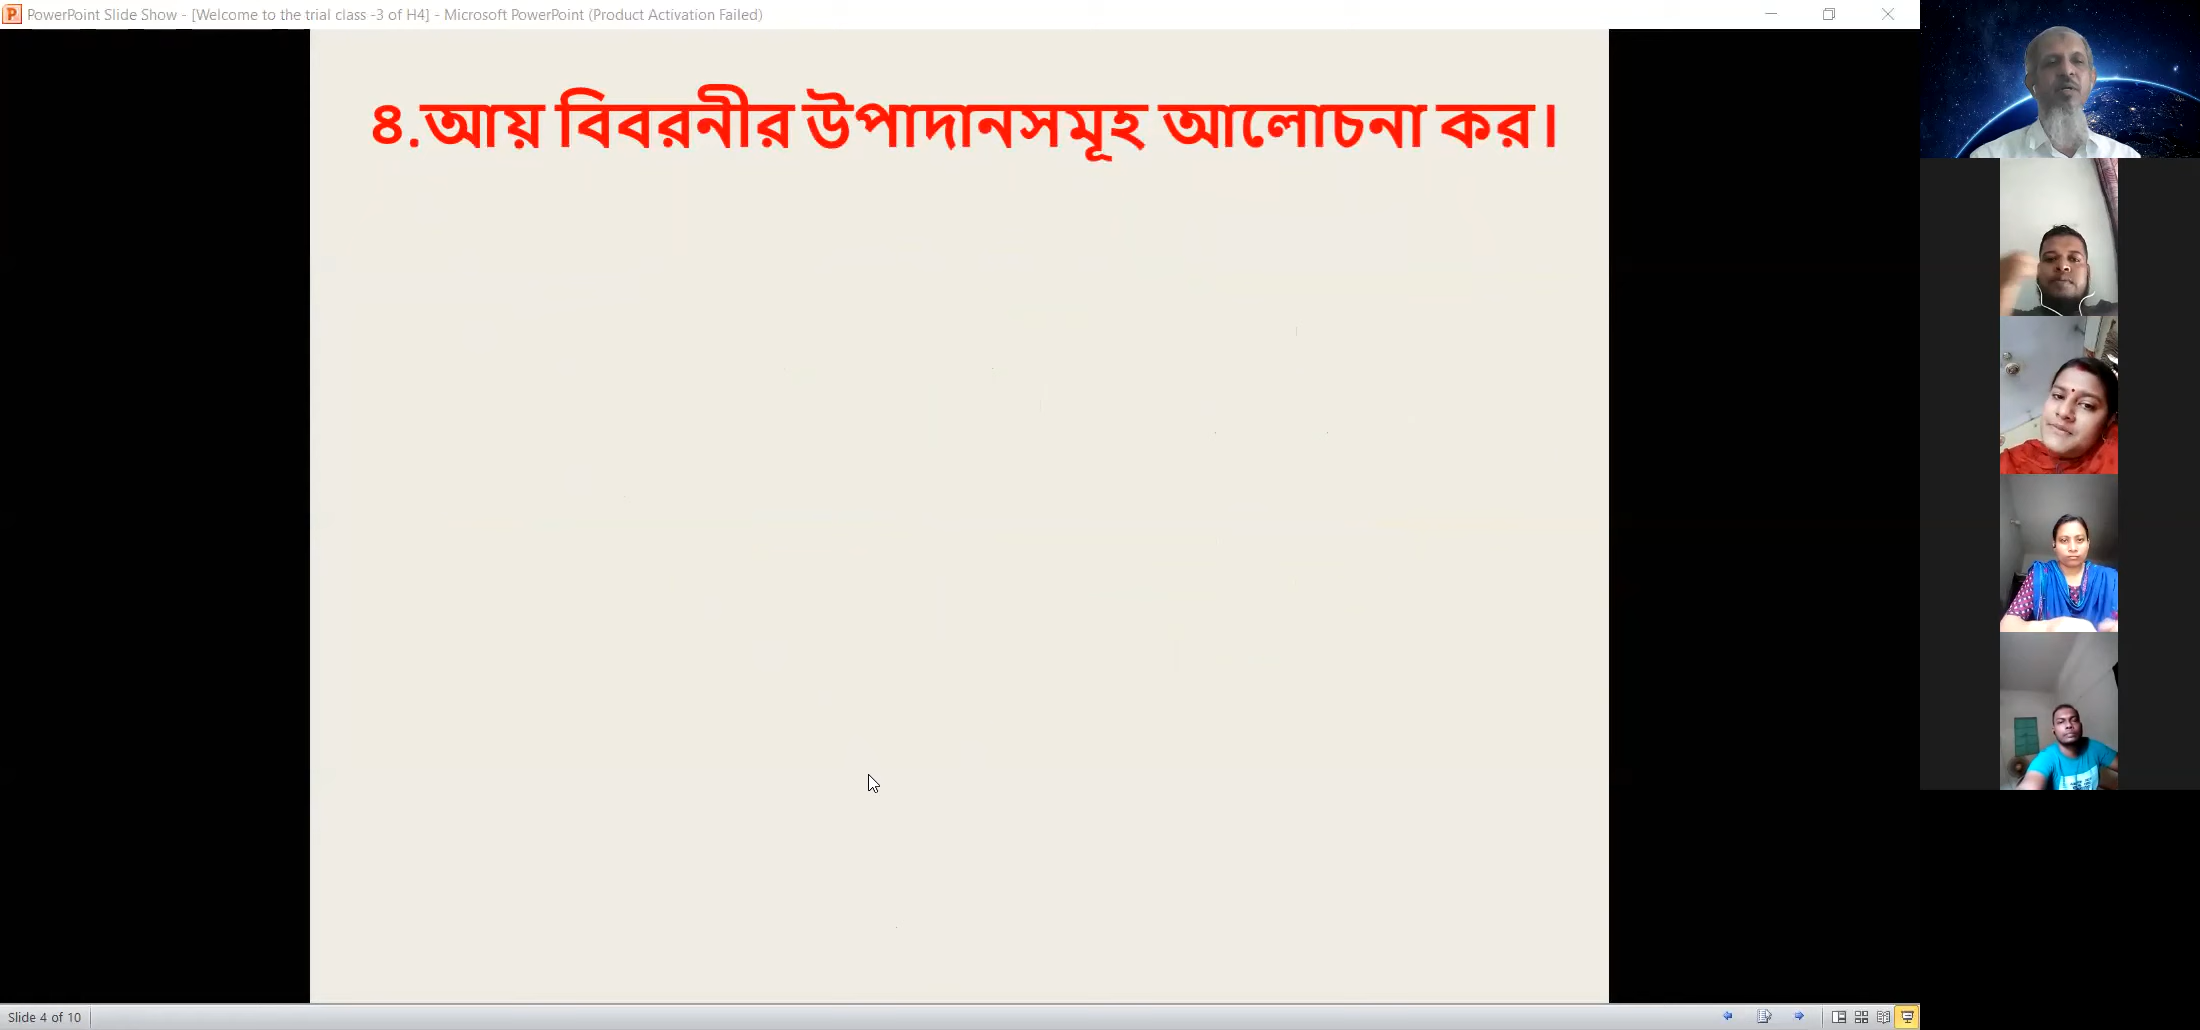 PowerPoint Slide Show - [Welcome to the trial class -3 of H4] - Microsoft PowerPoint (Product Activation Failed)
৪.আয় বিবরনীর উপাদানসমূহ আলোচনা কর।
Slide 4 of 10